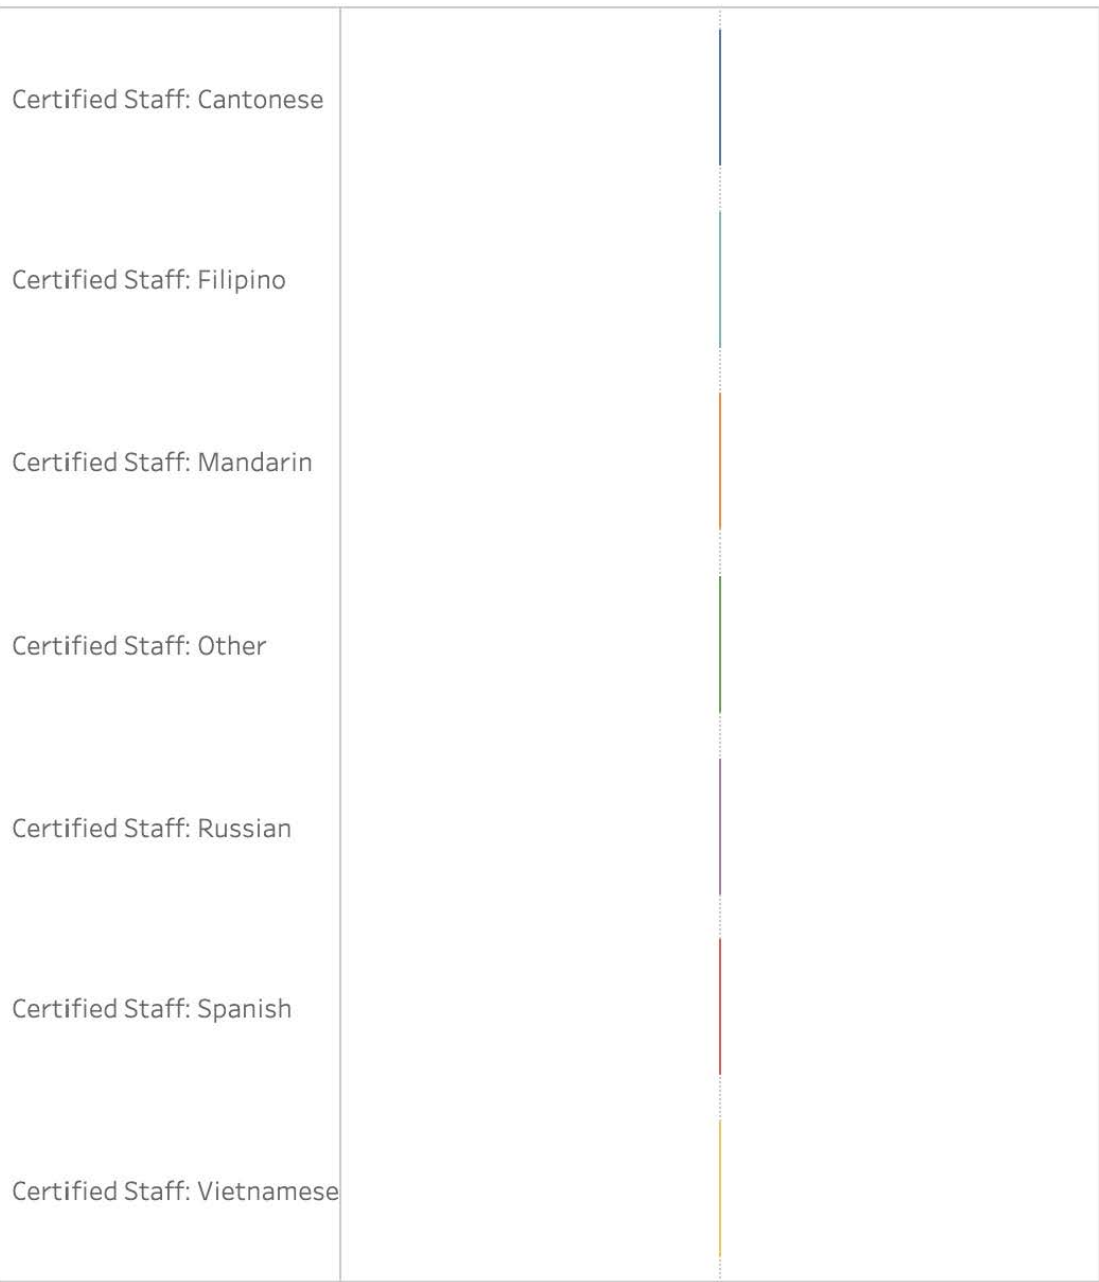 Certified Staff: Cantonese
Certified Staff: Filipino
Certified Staff: Mandarin
Certified Staff: Other
Certified Staff: Russian
Certified Staff: Spanish
Certified Staff: Vietnamese